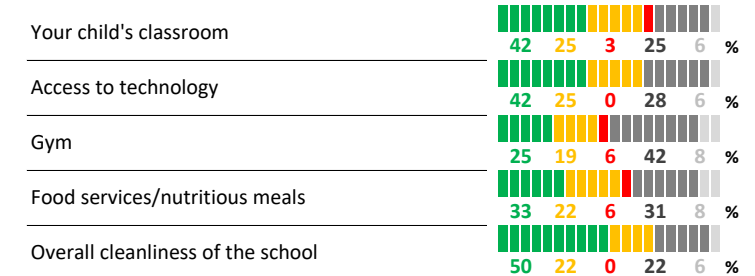 Your child's classroom
42 25 3 25 6 %
Access to technology
42 25 0 28 6 %
Gym
25 19 6 42 8 %
Food services/nutritious meals
33 22 6 31 8 %
Overall cleanliness of the school
50 22 0 22 6 %